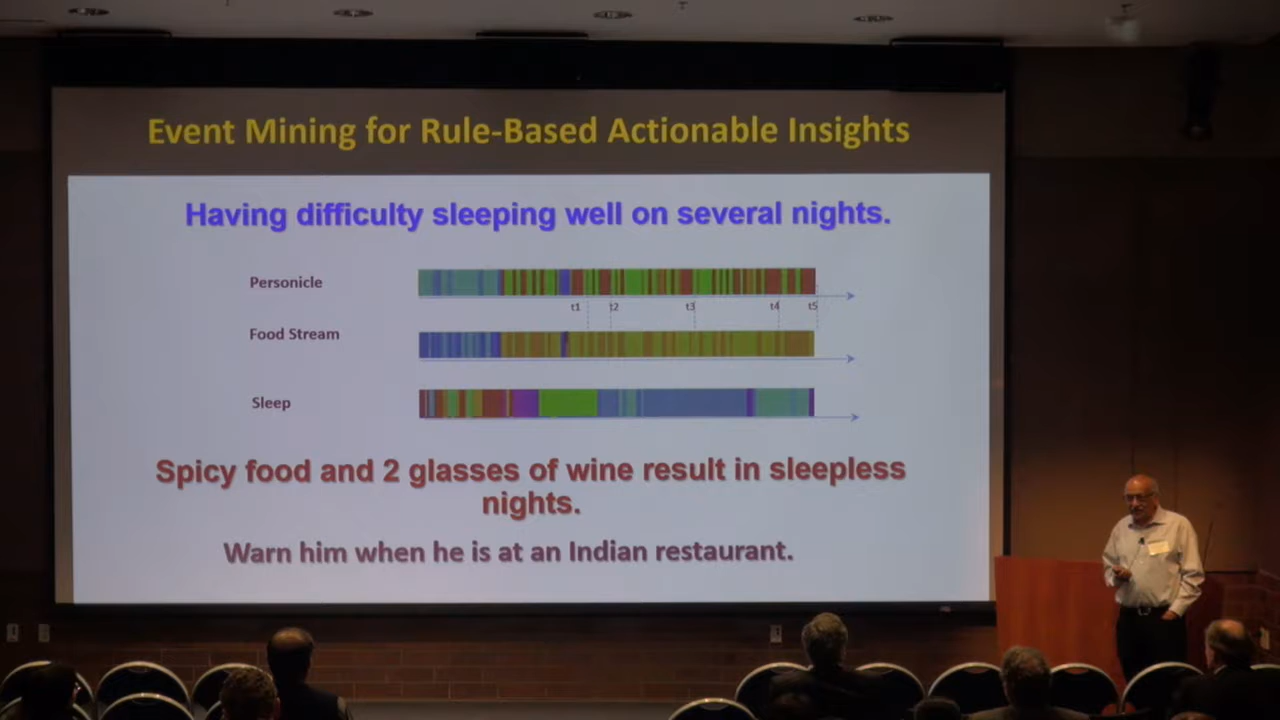 Event Mining for Rule-Based Actionable Insights
Having difficulty sleeping well on several nights.
Personicle
t1 t2 t3 t4 t5
Food Stream
Sleep
Spicy food and 2 glasses of wine result in sleepless
nights.
Warn him when he is at an Indian restaurant.